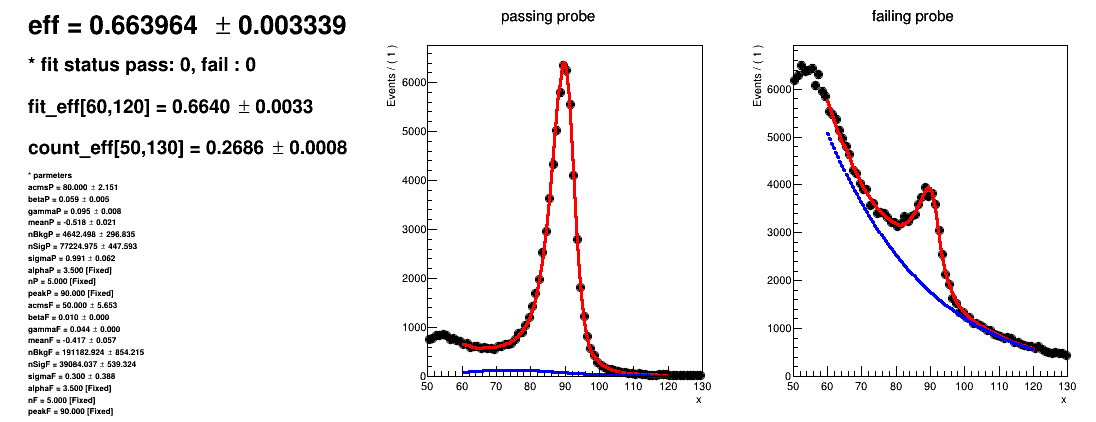 eff = 0.663964 ± 0.003339
* fit status pass: 0, fail : 0
fit_eff[60,120] = 0.6640 ± 0.0033
count_eff[50,130] = 0.2686 ± 0.0008
* parmeters
acmsP = 80.000 ± 2.151
betaP = 0.059 ± 0.005
gammaP = 0.095 ± 0.008
meanP = -0.518 ± 0.021
nBkgP = 4642.498 ± 296.835
nSigP = 77224.975 ± 447.593
sigmaP = 0.991 ± 0.062
alphaP = 3.500 [Fixed]
nP = 5.000 [Fixed]
peakP = 90.000 [Fixed]
acmsF = 50.000 ± 5.653
betaF = 0.010 ± 0.000
gammaF = 0.044 ± 0.000
meanF = -0.417 ± 0.057
nBkgF = 191182.924 ± 854.215
nSigF = 39084.037 ± 539.324
sigmaF = 0.300 ± 0.388
alphaF = 3.500 [Fixed]
nF = 5.000 [Fixed]
peakF = 90.000 [Fixed]
passing probe
Events / ( 1 )
6000
5000
4000
3000
2000
1000
0
50 60 70 80 90 100 110 120 130
x
failing probe
Events / ( 1 )
6000
5000
4000
3000
2000
1000
0
50 60 70 80 90 100 110 120 130
x